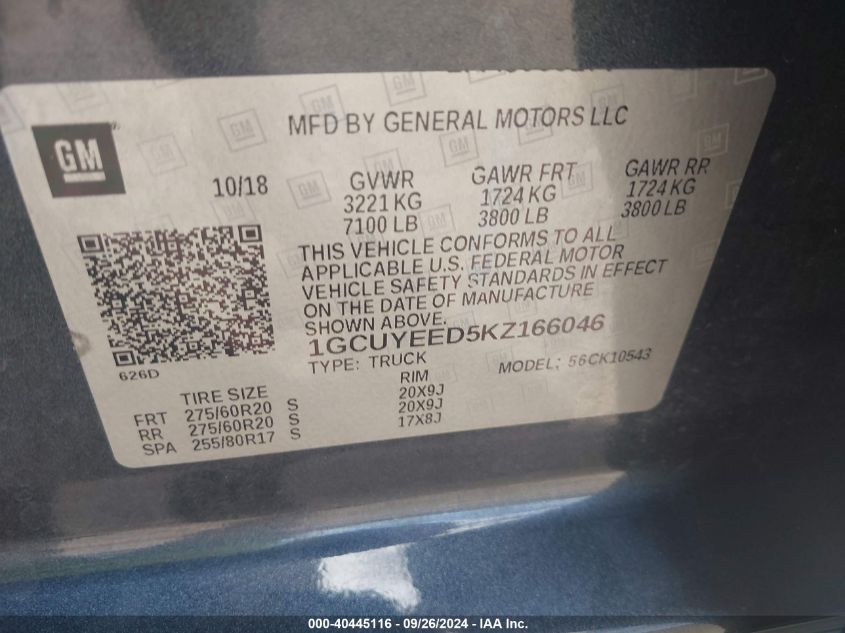 MFD BY GENERAL MOTORS LLC
GM
10/18
GVWR
3221 KG
7100 LB
GAWR FRT
1724 KG
3800 LB
GAWR RR
1724 KG
3800 LB
THIS VEHICLE CONFORMS TO ALL
APPLICABLE U.S. FEDERAL MOTOR
VEHICLE SAFETY STANDARDS IN EFFECT
ON THE DATE OF MANUFACTURE
SHOWN ABOVE.
1GCUYEED5KZ166046
626D
TYPE: TRUCK
MODEL: 56CK10543
TIRE SIZE RIM
FRT 275/60R20 S 20X9J
RR 275/60R20 S 20X9J
SPA 255/80R17 S 17X8J
000-40445116 - 09/26/2024 - IAA Inc.